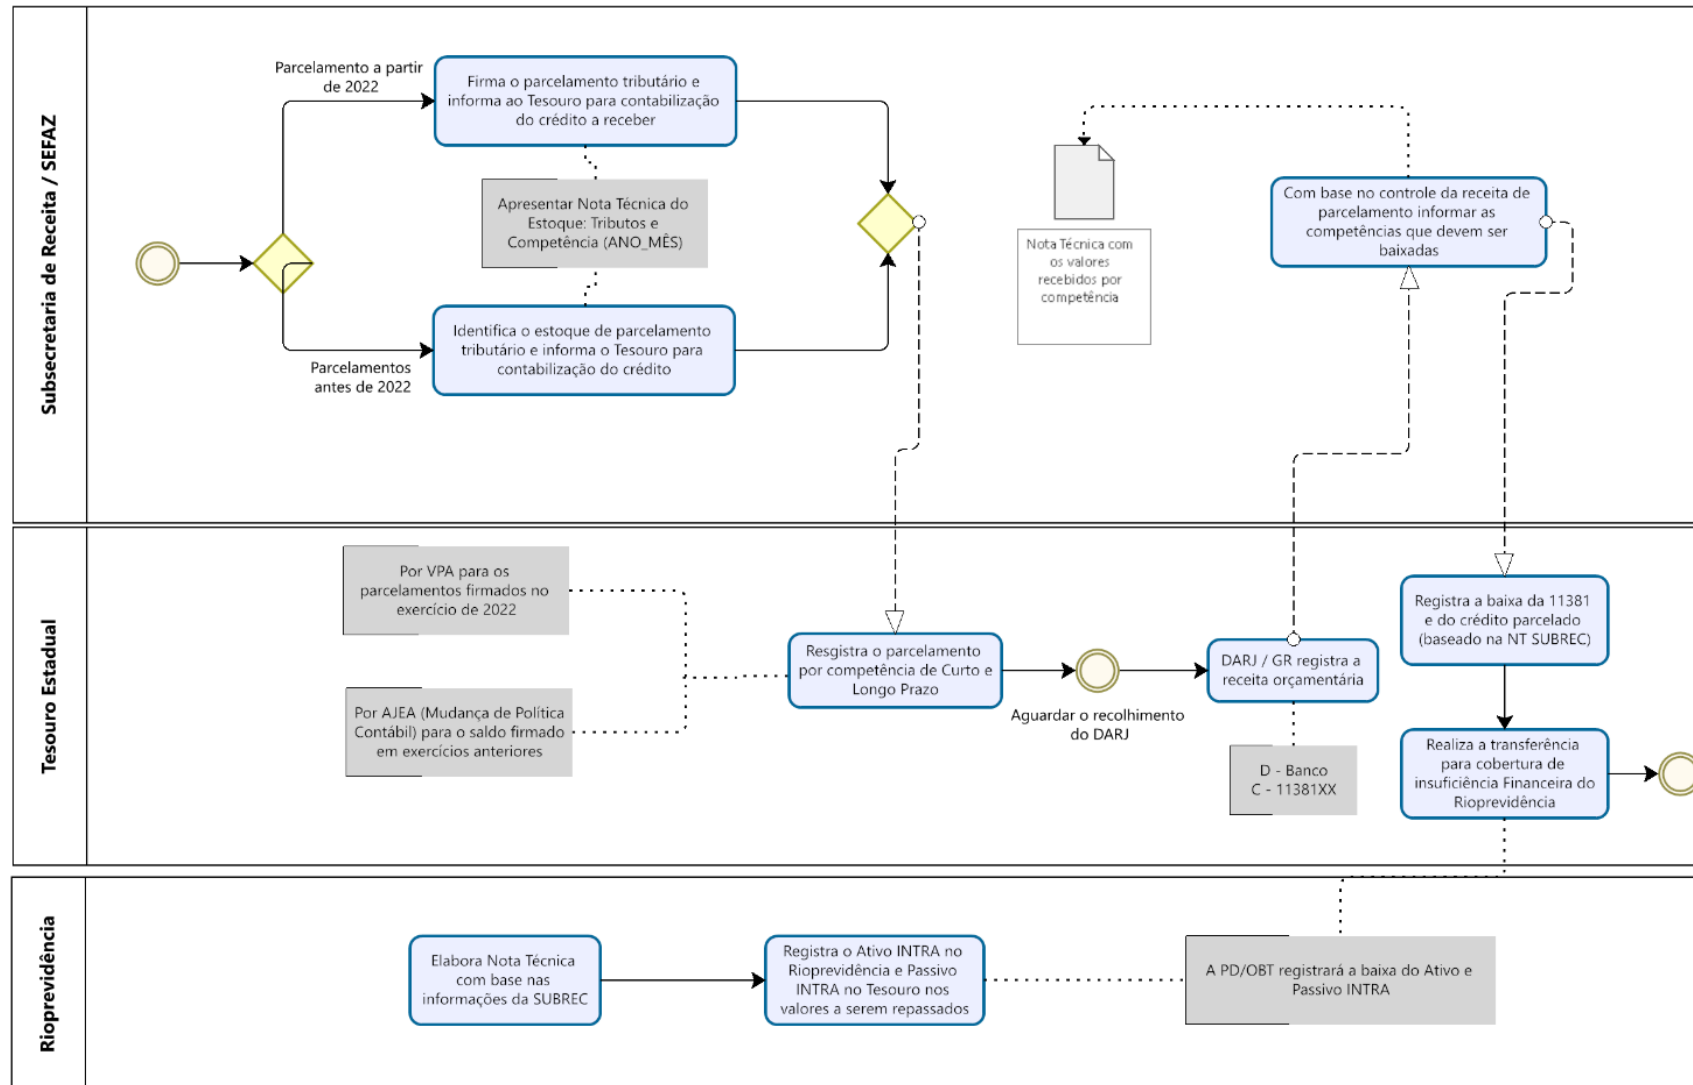 Subsecretaria de Receita / SEFAZ
Parcelamento a partir
de 2022
Firma o parcelamento tributário e
informa ao Tesouro para contabilização
do crédito a receber
Apresentar Nota Técnica do
Estoque: Tributos e
Competência (ANO_MÊS)
Identifica o estoque de parcelamento
tributário e informa o Tesouro para
contabilização do crédito
Parcelamentos
antes de 2022
Nota Técnica com
os valores
recebidos por
competência
Com base no controle da receita de
parcelamento informar as
competências que devem ser
baixadas
Tesouro Estadual
Por VPA para os
parcelamentos firmados no
exercício de 2022
Por AJEA (Mudança de Política
Contábil) para o saldo firmado
em exercícios anteriores
Resgistra o parcelamento
por competência de Curto e
Longo Prazo
Aguardar o recolhimento
do DARJ
DARJ / GR registra a
receita orçamentária
D - Banco
C - 11381XX
Registra a baixa da 11381
e do crédito parcelado
(baseado na NT SUBREC)
Realiza a transferência
para cobertura de
insuficiência Financeira do
Rioprevidência
Rioprevidência
Elabora Nota Técnica
com base nas
informações da SUBREC
Registra o Ativo INTRA no
Rioprevidência e Passivo
INTRA no Tesouro nos
valores a serem repassados
A PD/OBT registrará a baixa do Ativo e
Passivo INTRA